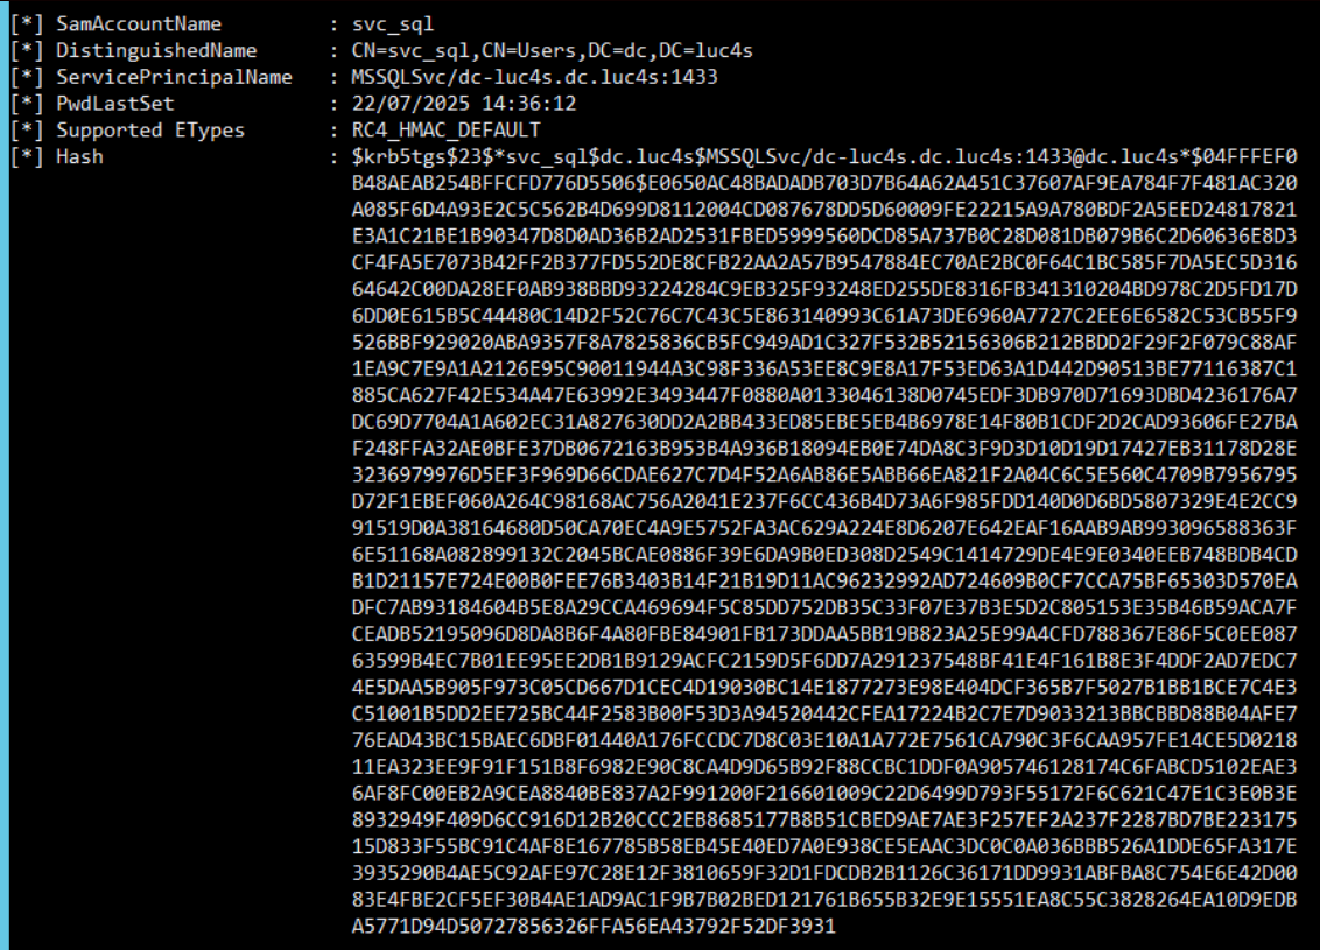 [*] SamAccountName         : svc_sql
[*] DistinguishedName      : CN=svc_sql,CN=Users,DC=dc,DC=luc4s
[*] ServicePrincipalName   : MSSQLSvc/dc-luc4s.dc.luc4s:1433
[*] PwdLastSet             : 22/07/2025 14:36:12
[*] Supported ETypes       : RC4_HMAC_DEFAULT
[*] Hash                   : $krb5tgs$23$*svc_sql$dc.luc4s$MSSQLSvc/dc-luc4s.dc.luc4s:1433@dc.luc4s*$04FFFEF0
B48AEAB254BFFCFD776D5506$E0650AC48BADADB703D7B64A62A451C37607AF9EA784F7F481AC320
A085F6D4A93E2C5C562B4D699D8112004CD087678DD5D60009FE22215A9A780BDF2A5EED24817821
E3A1C21BE1B90347D8D0AD36B2AD2531FBED5999560DCD85A737B0C28D081DB079B6C2D60636E8D3
CF4FA5E7073B42FF2B377FD552DE8CFB22AA2A57B9547884EC70AE2BC0F64C1BC585F7DA5EC5D316
64642C00DA28EF0AB938BBD93224284C9EB325F93248ED255DE8316FB341310204BD978C2D5FD17D
6DD0E615B5C44480C14D2F52C76C7C43C5E863140993C61A73DE6960A7727C2EE6E6582C53CB55F9
526BBF929020ABA9357F8A7825836CB5FC949AD1C327F532B52156306B212BBDD2F29F2F079C88AF
1EA9C7E9A1A2126E95C90011944A3C98F336A53EE8C9E8A17F53ED63A1D442D90513BE77116387C1
885CA627F42E534A47E63992E3493447F0880A0133046138D0745EDF3DB970D71693DBD4236176A7
DC69D7704A1A602EC31A827630DD2A2BB433ED85EBE5EB4B6978E14F80B1CDF2D2CAD93606FE27BA
F248FFA32AE0BFE37DB0672163B953B4A936B18094EB0E74DA8C3F9D3D10D19D17427EB31178D28E
3236979976D5EF3F969D66CDAE627C7D4F52A6AB86E5ABB66EA821F2A04C6C5E560C4709B7956795
D72F1EBEF060A264C98168AC756A2041E237F6CC436B4D73A6F985FDD140D0D6BD5807329E4E2CC9
91519D0A38164680D50CA70EC4A9E5752FA3AC629A224E8D6207E642EAF16AAB9AB993096588363F
6E51168A082899132C2045BCAE0886F39E6DA9B0ED308D2549C1414729DE4E9E0340EEB748BDB4CD
B1D21157E724E00B0FEE76B3403B14F21B19D11AC96232992AD724609B0CF7CCA75BF65303D570EA
DFC7AB93184604B5E8A29CCA469694F5C85DD752DB35C33F07E37B3E5D2C805153E35B46B59ACA7F
CEADB52195096D8DA8B6F4A80FBE84901FB173DDAA5BB19B823A25E99A4CFD788367E86F5C0EE087
63599B4EC7B01EE95EE2DB1B9129ACFC2159D5F6DD7A291237548BF41E4F161B8E3F4DDF2AD7EDC7
4E5DAA5B905F973C05CD667D1CEC4D19030BC14E1877273E98E404DCF365B7F5027B1BB1BCE7C4E3
C51001B5DD2EE725BC44F2583B00F53D3A94520442CFEA17224B2C7E7D9033213BBCBBD88B04AFE7
76EAD43BC15BAEC6DBF01440A176FCCDC7D8C03E10A1A772E7561CA790C3F6CAA957FE14CE5D0218
11EA323EE9F91F151B8F6982E90C8CA4D9D65B92F88CCBC1DDF0A905746128174C6FABCD5102EAE3
6AF8FC00EB2A9CEA8840BE837A2F991200F216601009C22D6499D793F55172F6C621C47E1C3E0B3E
8932949F409D6CC916D12B20CCC2EB8685177B8B51CBED9AE7AE3F257EF2A237F2287BD7BE223175
15D833F55BC91C4AF8E167785B58EB45E40ED7A0E938CE5EAAC3DC0C0A036BBB526A1DDE65FA317E
3935290B4AE5C92AFE97C28E12F3810659F32D1FDCDB2B1126C36171DD9931ABFBA8C754E6E42D00
83E4FBE2CF5EF30B4AE1AD9AC1F9B7B02BED121761B655B32E9E15551EA8C55C3828264EA10D9EDB
A5771D94D50727856326FFA56EA43792F52DF3931